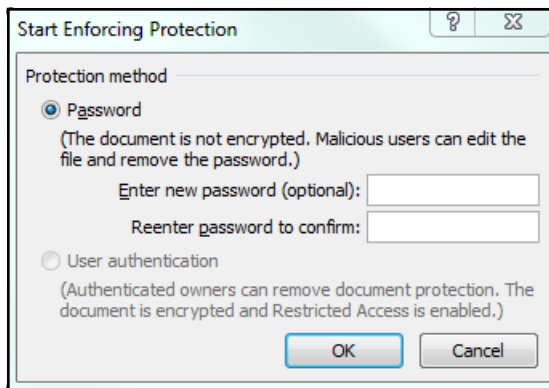 Start Enforcing Protection
Protection method
Password
(The document is not encrypted. Malicious users can edit the
file and remove the password.)
Enter new password (optional):
Reenter password to confirm:
User authentication
(Authenticated owners can remove document protection. The
document is encrypted and Restricted Access is enabled.)
OK Cancel